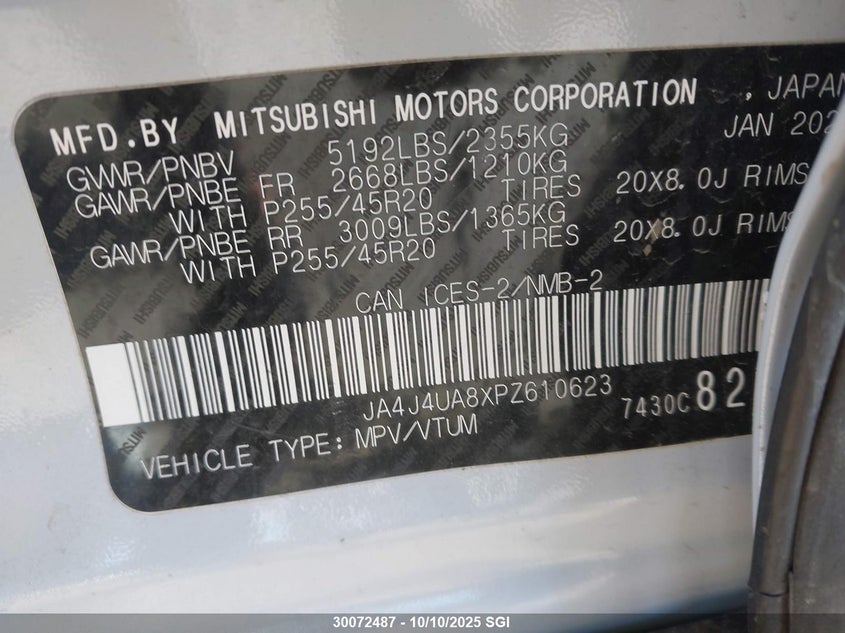 MFD.BY MITSUBISHI MOTORS CORPORATION , JAPAN
JAN 202
GVWR/PNBV 5192LBS/2355KG
GAWR/PNBE FR 2668LBS/1210KG
WITH P255/45R20 TIRES 20X8.0J RIMS
GAWR/PNBE RR 3009LBS/1365KG
WITH P255/45R20 TIRES 20X8.0J RIMS
CAN ICES-2/NMB-2
JA4J4UA8XPZ610623
7430C82
VEHICLE TYPE: MPV/VTUM
30072487 - 10/10/2025 SGI